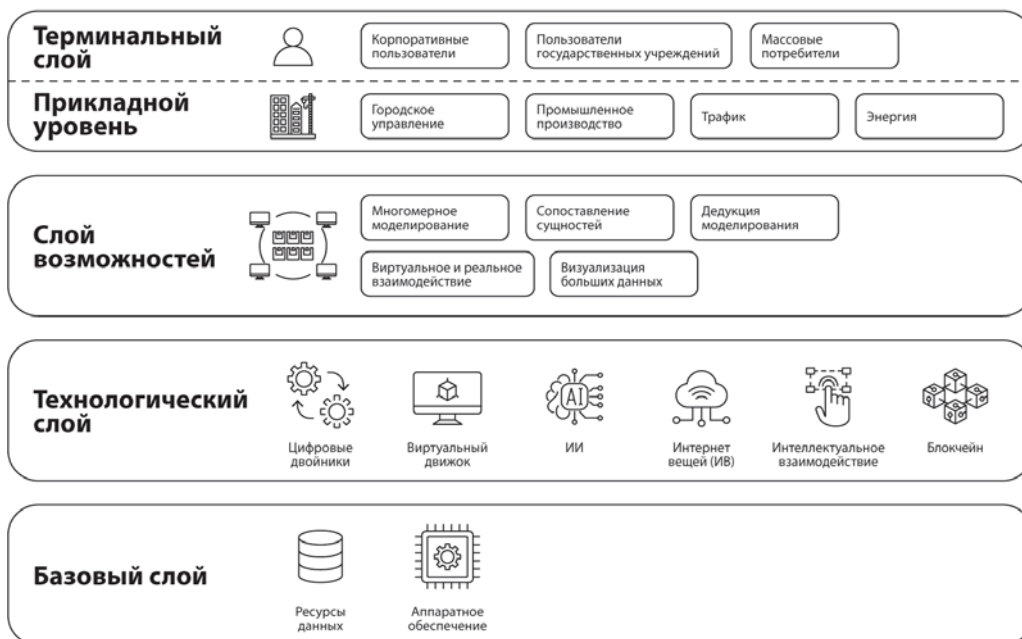 Терминальный
слой
Корпоративные
пользователи
Пользователи
государственных учреждений
Массовые
потребители
Прикладной
уровень
Городское
управление
Промышленное
производство
Трафик
Энергия
Слой
возможностей
Многомерное
моделирование
Сопоставление
сущностей
Дедукция
моделирования
Виртуальное и реальное
взаимодействие
Визуализация
больших данных
Технологический
слой
Цифровые
двойники
Виртуальный
движок
AI
ИИ
Интернет
вещей (ИВ)
Интеллектуальное
взаимодействие
Блокчейн
Базовый слой
Ресурсы
данных
Аппаратное
обеспечение